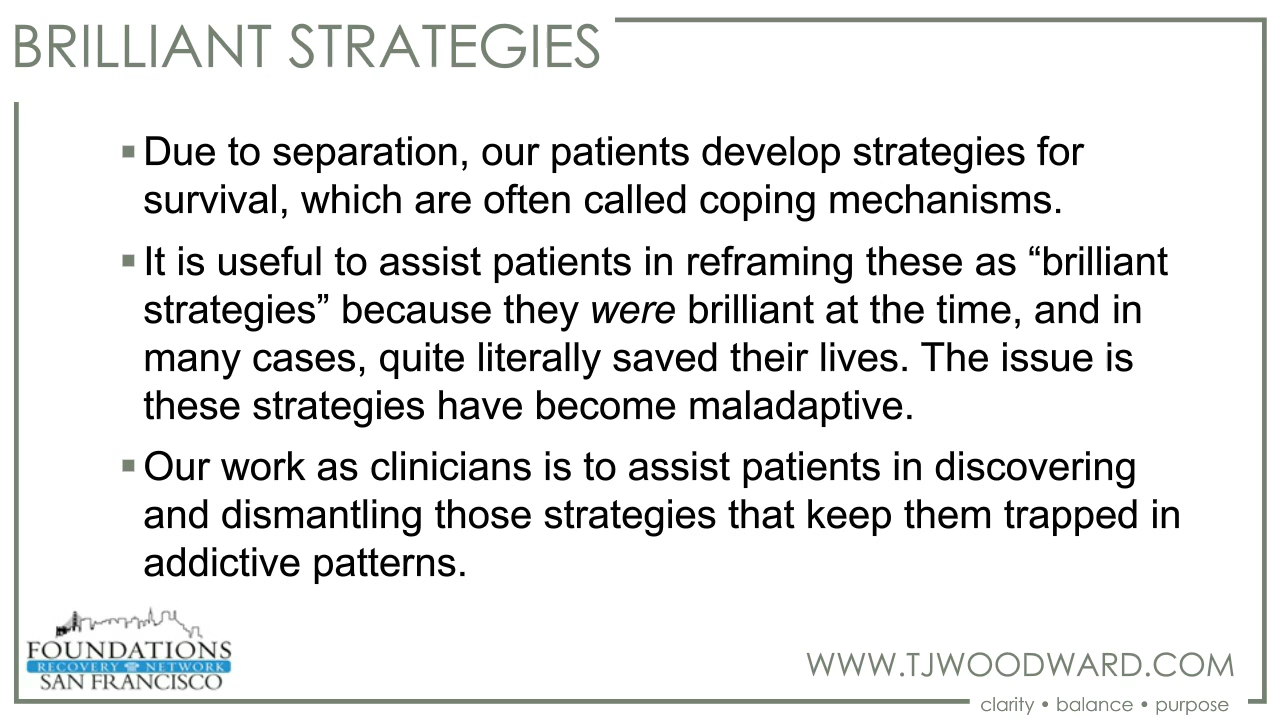 BRILLIANT STRATEGIES
▪ Due to separation, our patients develop strategies for
survival, which are often called coping mechanisms.
▪ It is useful to assist patients in reframing these as “brilliant
strategies” because they were brilliant at the time, and in
many cases, quite literally saved their lives. The issue is
these strategies have become maladaptive.
▪ Our work as clinicians is to assist patients in discovering
and dismantling those strategies that keep them trapped in
addictive patterns.
FOUNDATIONS
RECOVERY NETWORK
SAN FRANCISCO
WWW.TJWOODWARD.COM
clarity • balance • purpose